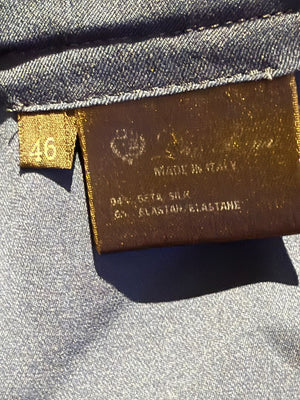 46
MADE IN ITALY
94% SETA SILK
6% ELASTAN/ELASTANE